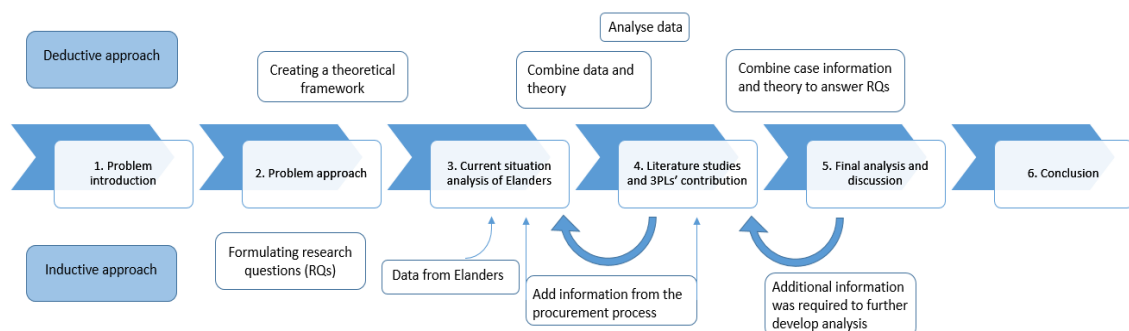 Analyse data
Deductive approach
Creating a theoretical
framework
Combine data and
theory
Combine case information
and theory to answer RQs
1. Problem
introduction
2. Problem approach
3. Current situation
analysis of Elanders
4. Literature studies
and 3PLs' contribution
5. Final analysis and
discussion
6. Conclusion
Inductive approach
Formulating research
questions (RQs)
Data from Elanders
Add information from the
procurement process
Additional information
was required to further
develop analysis